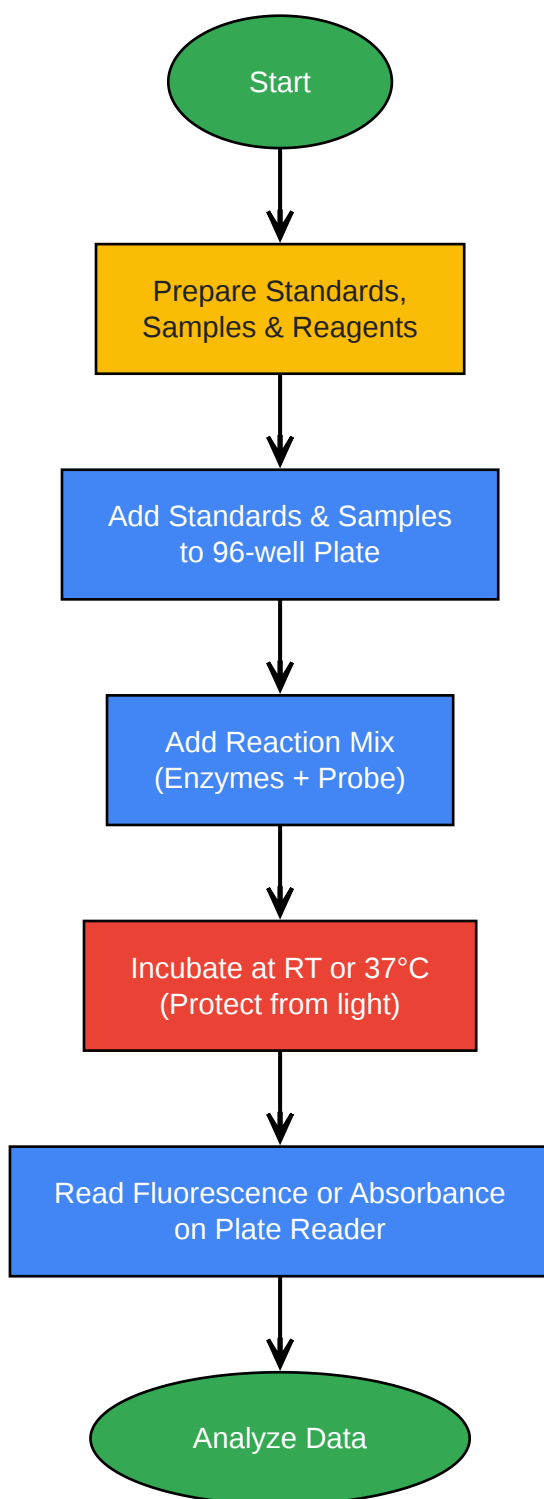 Start
Prepare Standards,
Samples & Reagents
Add Standards & Samples
to 96-well Plate
Add Reaction Mix
(Enzymes + Probe)
Incubate at RT or 37°C
(Protect from light)
Read Fluorescence or Absorbance
on Plate Reader
Analyze Data